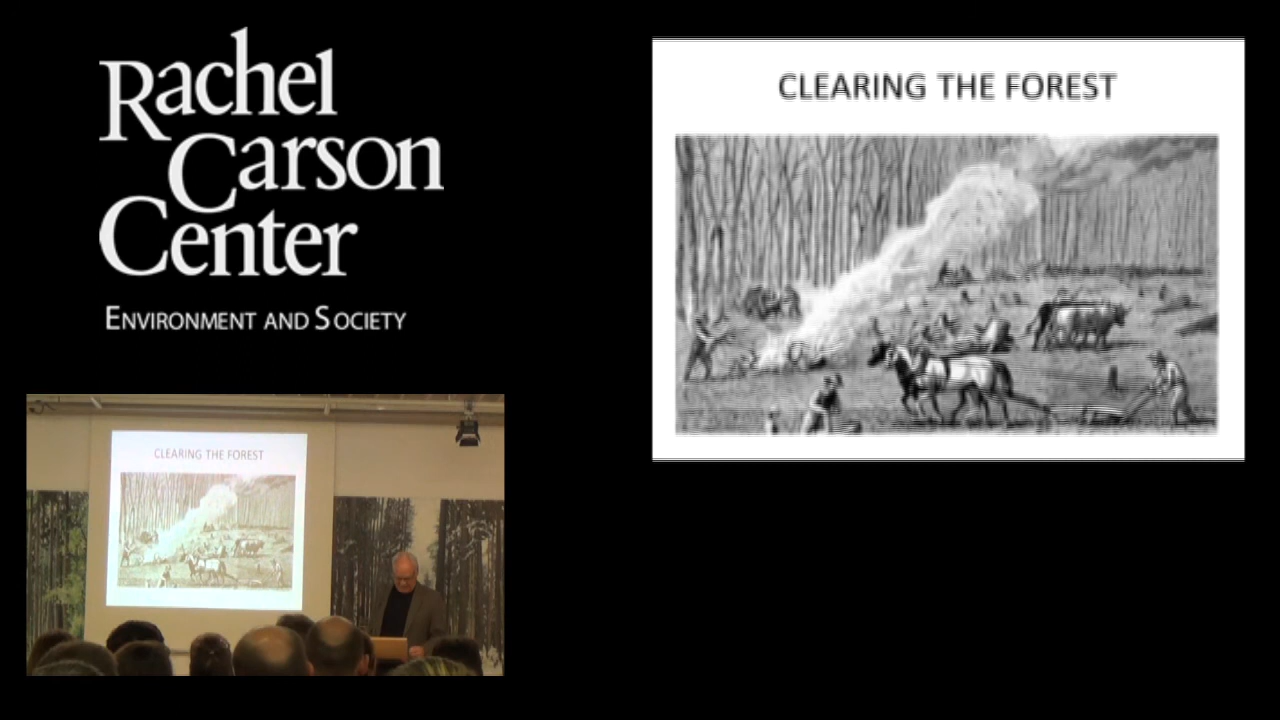 Rachel
Carson
Center
ENVIRONMENT AND SOCIETY
CLEARING THE FOREST
CLEARING THE FOREST